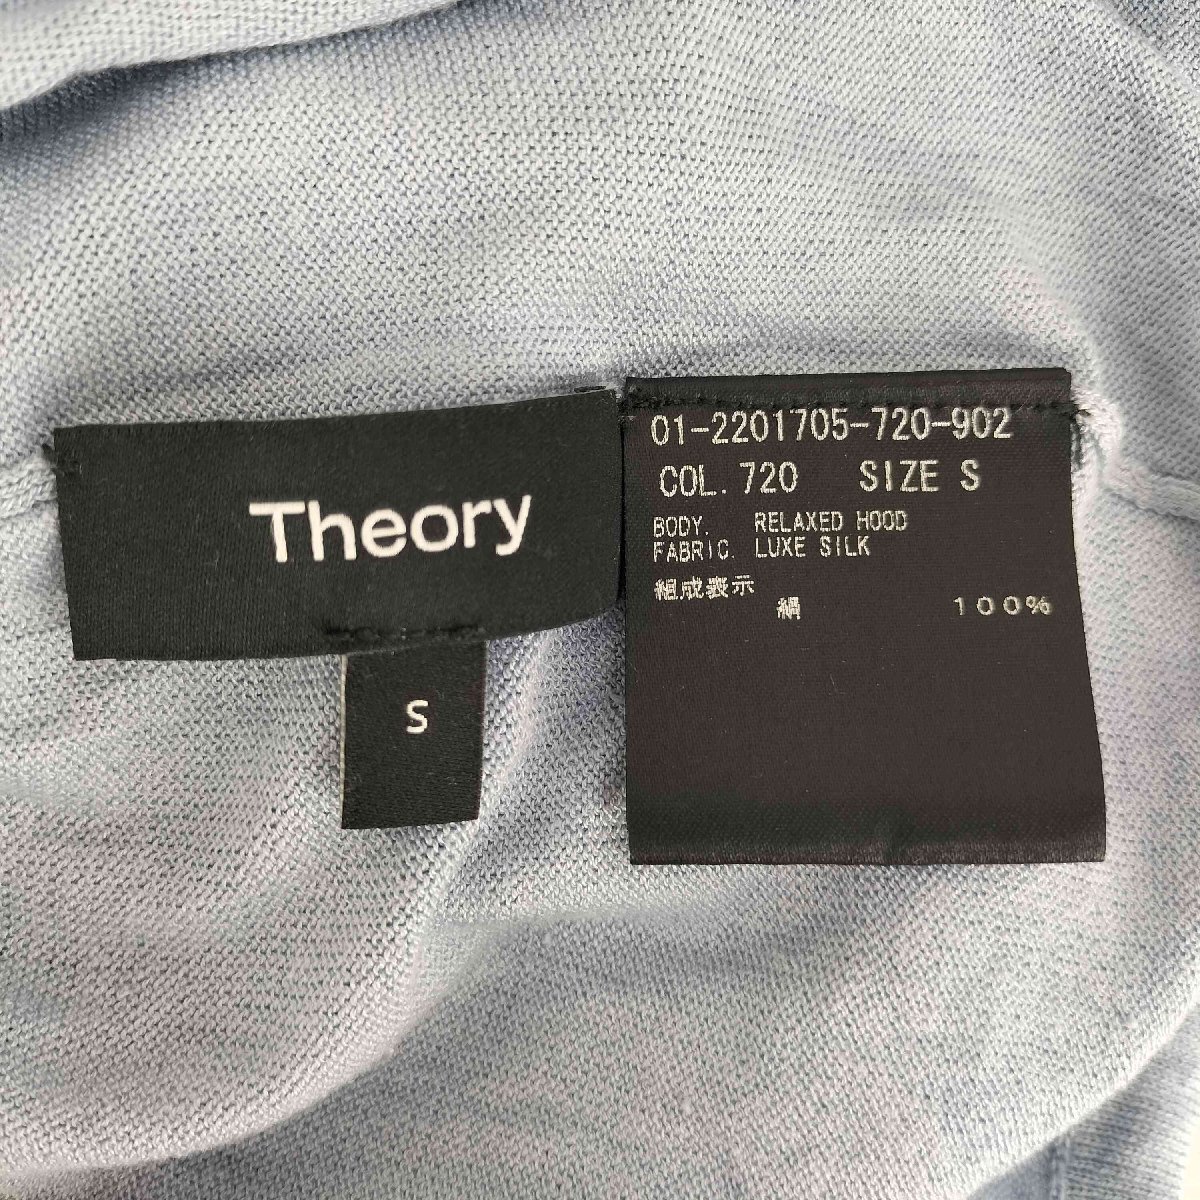 Theory
S
01-2201705-720-902
COL. 720 SIZE S
BODY. RELAXED HOOD
FABRIC. LUXE SILK
組成表示
絹 100%